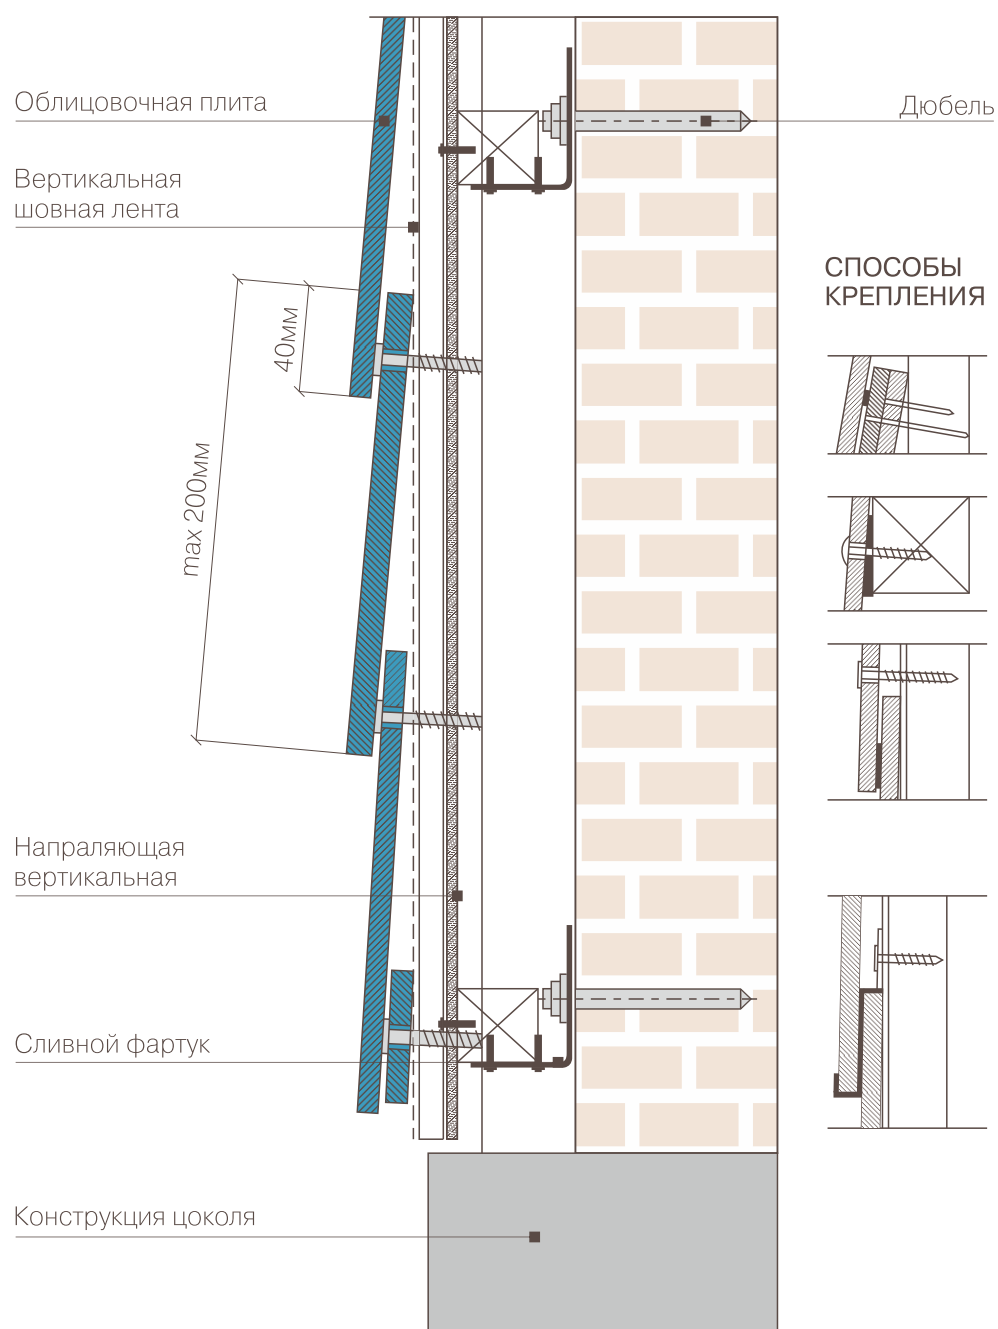 Облицовочная плита
Дюбель
Вертикальная
шовная лента
СПОСОБЫ
КРЕПЛЕНИЯ
40мм
max 200мм
Напраляющая
вертикальная
Сливной фартук
Конструкция цоколя